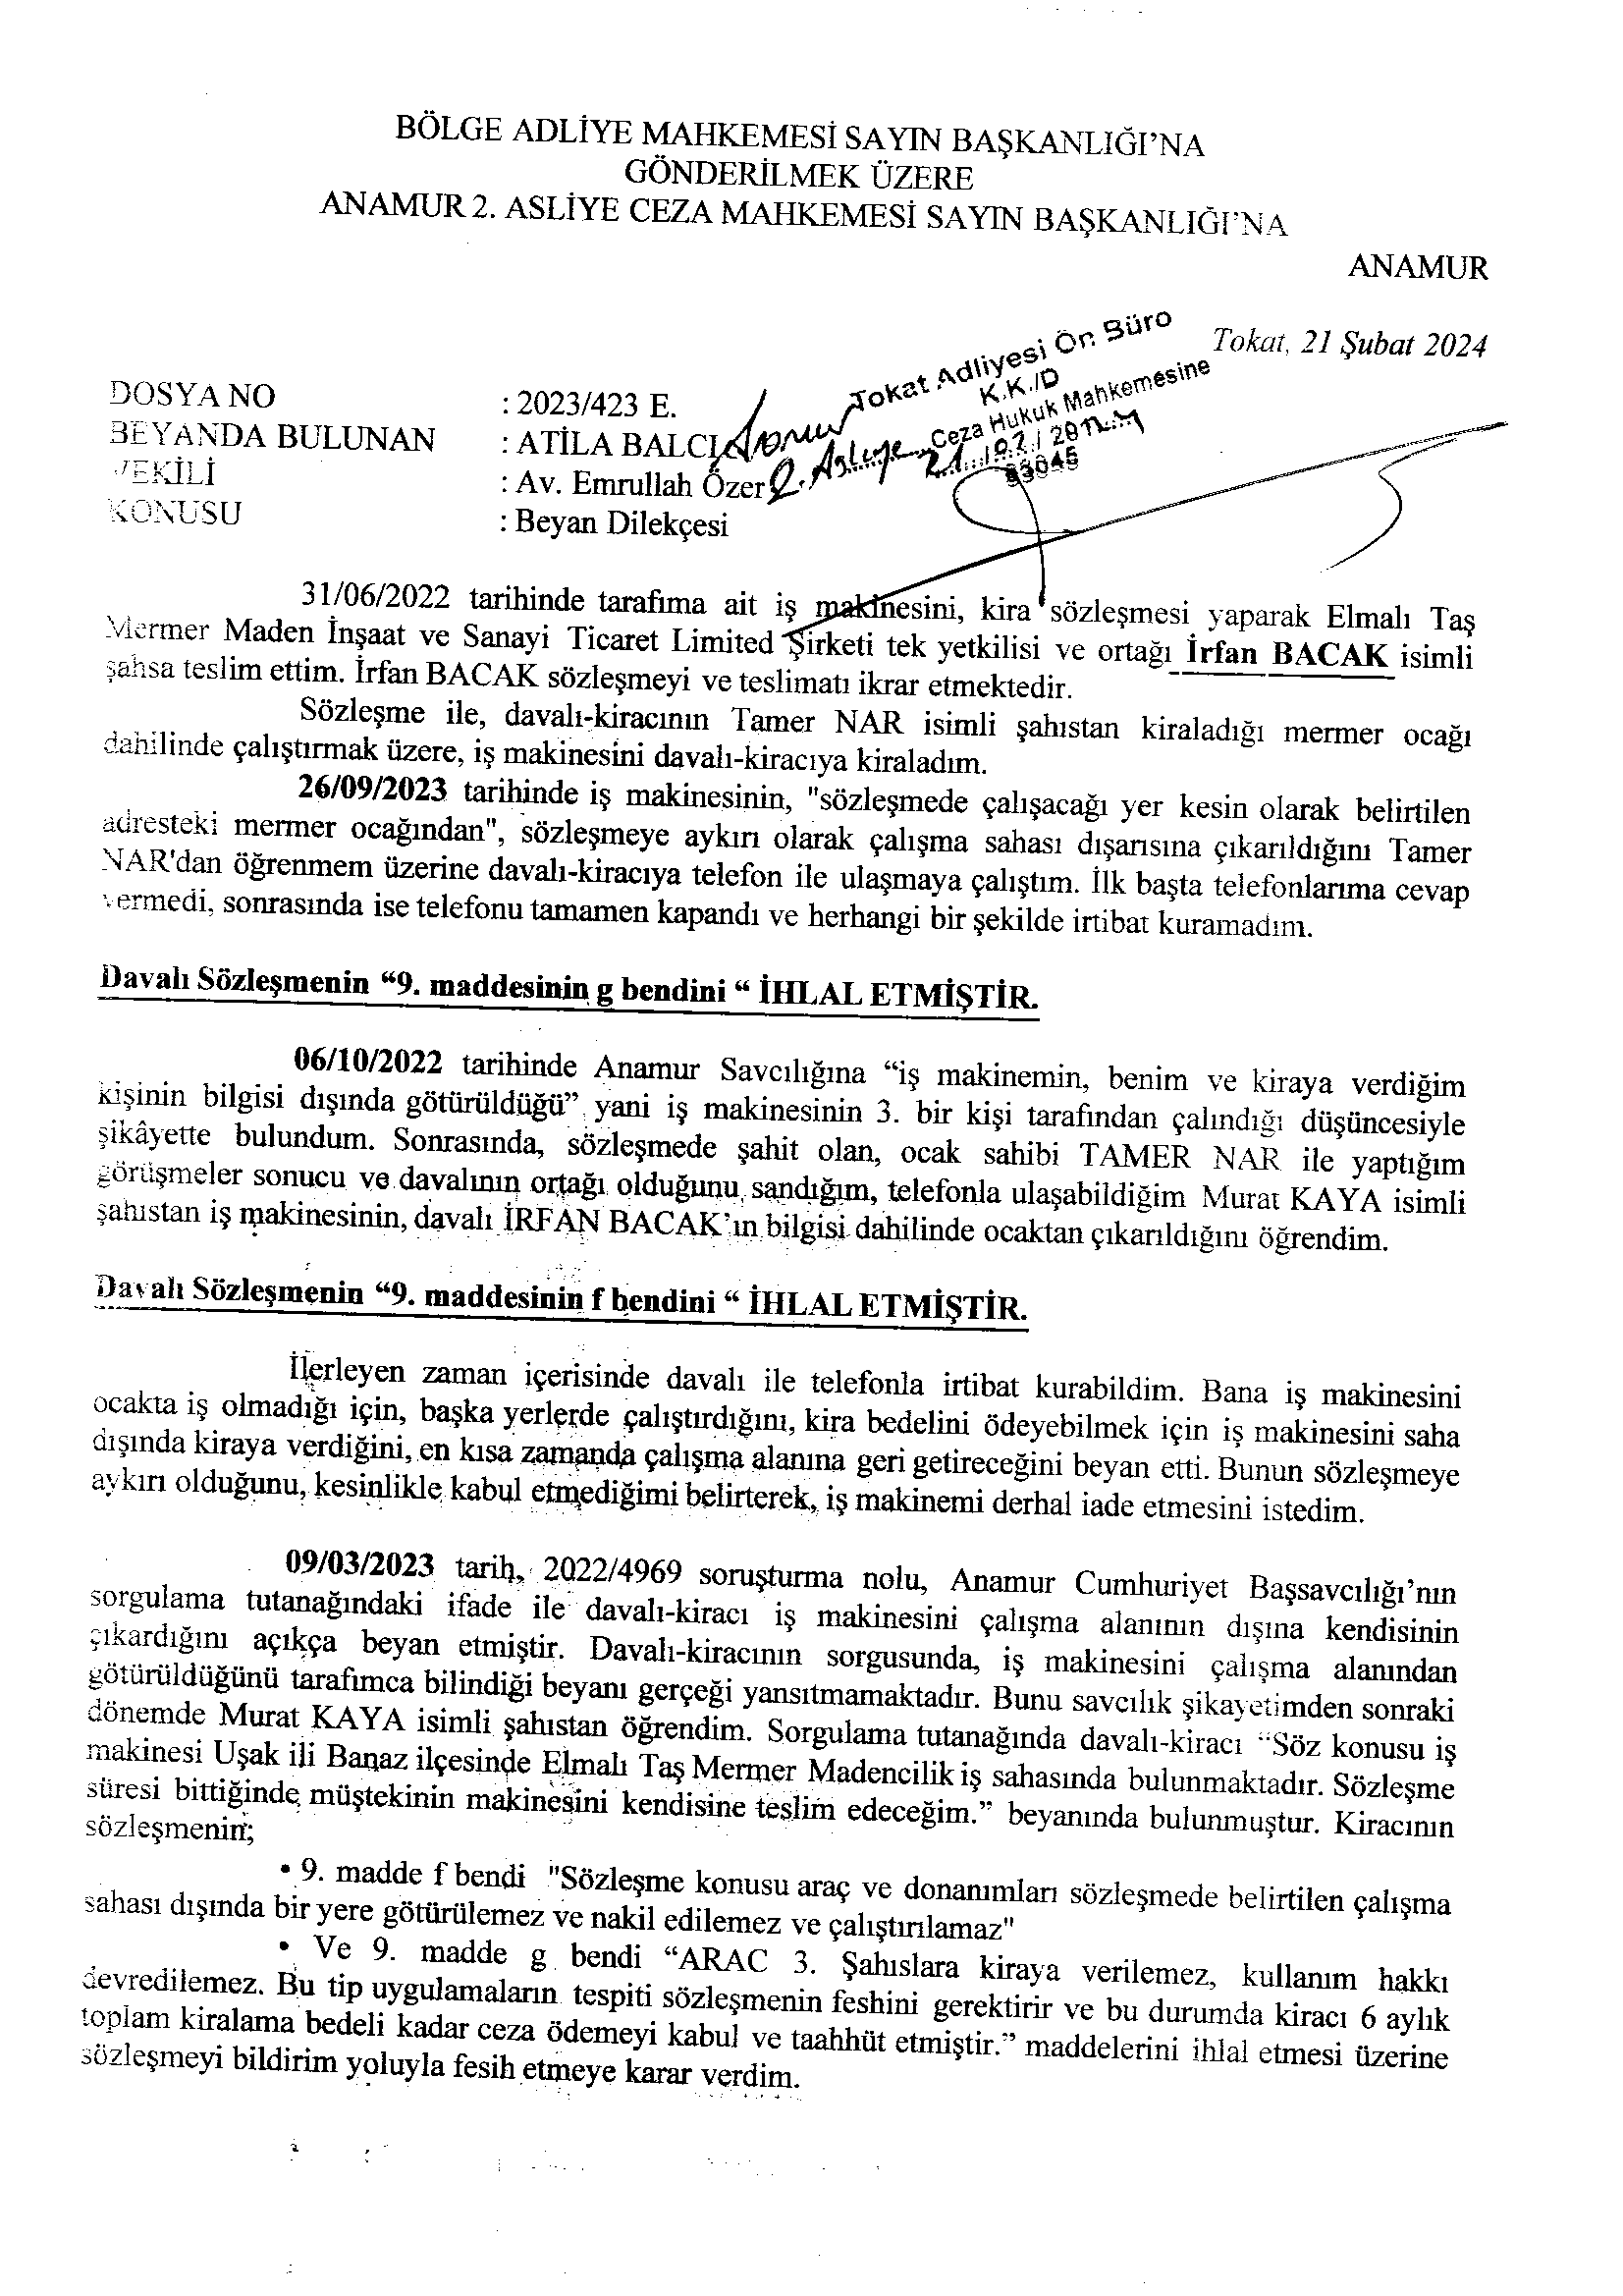 BÖLGE ADLİYE MAHKEMESİ SAYIN BAŞKANLIĞI'NA
GÖNDERİLMEK ÜZERE
ANAMUR 2. ASLİYE CEZA MAHKEMESİ SAYIN BAŞKANLIĞI'NA
ANAMUR
Tokat, 21 Şubat 2024
Tokat Adliyesi Ön Büro
K.K./D
Anamur 2. Asliye Ceza Hukuk Mahkemesine
93045
DOSYA NO : 2023/423 E.
BEYANDA BULUNAN : ATİLA BALCI
VEKİLİ : Av. Emrullah Özer
KONUSU : Beyan Dilekçesi
31/06/2022 tarihinde tarafıma ait iş makinesini, kira sözleşmesi yaparak Elmalı Taş
Mermer Maden İnşaat ve Sanayi Ticaret Limited Şirketi tek yetkilisi ve ortağı İrfan BACAK isimli
şahsa teslim ettim. İrfan BACAK sözleşmeyi ve teslimatı ikrar etmektedir.
Sözleşme ile, davalı-kiracının Tamer NAR isimli şahıstan kiraladığı mermer ocağı
dahilinde çalıştırmak üzere, iş makinesini davalı-kiracıya kiraladım.
26/09/2023 tarihinde iş makinesinin, "sözleşmede çalışacağı yer kesin olarak belirtilen
adresteki mermer ocağından", sözleşmeye aykırı olarak çalışma sahası dışarısına çıkarıldığını Tamer
NAR'dan öğrenmem üzerine davalı-kiracıya telefon ile ulaşmaya çalıştım. İlk başta telefonlarıma cevap
vermedi, sonrasında ise telefonu tamamen kapandı ve herhangi bir şekilde irtibat kuramadım.
Davalı Sözleşmenin “9. maddesinin g bendini “ İHLAL ETMİŞTİR.
06/10/2022 tarihinde Anamur Savcılığına “iş makinemin, benim ve kiraya verdiğim
kişinin bilgisi dışında götürüldüğü” yani iş makinesinin 3. bir kişi tarafından çalındığı düşüncesiyle
şikâyette bulundum. Sonrasında, sözleşmede şahit olan, ocak sahibi TAMER NAR ile yaptığım
görüşmeler sonucu ve davalının ortağı olduğunu sandığım, telefonla ulaşabildiğim Murat KAYA isimli
şahıstan iş makinesinin, davalı İRFAN BACAK'ın bilgisi dahilinde ocaktan çıkarıldığını öğrendim.
Davalı Sözleşmenin “9. maddesinin f bendini “ İHLAL ETMİŞTİR.
İlerleyen zaman içerisinde davalı ile telefonla irtibat kurabildim. Bana iş makinesini
ocakta iş olmadığı için, başka yerlerde çalıştırdığını, kira bedelini ödeyebilmek için iş makinesini saha
dışında kiraya verdiğini, en kısa zamanda çalışma alanına geri getireceğini beyan etti. Bunun sözleşmeye
aykırı olduğunu, kesinlikle kabul etmediğimi belirterek, iş makinemi derhal iade etmesini istedim.
09/03/2023 tarih, 2022/4969 soruşturma nolu, Anamur Cumhuriyet Başsavcılığı’nın
sorgulama tutanağındaki ifade ile davalı-kiracı iş makinesini çalışma alanının dışına kendisinin
çıkardığını açıkça beyan etmiştir. Davalı-kiracının sorgusunda, iş makinesini çalışma alanından
götürüldüğünü tarafımca bilindiği beyanı gerçeği yansıtmamaktadır. Bunu savcılık şikayetimden sonraki
dönemde Murat KAYA isimli şahıstan öğrendim. Sorgulama tutanağında davalı-kiracı “Söz konusu iş
makinesi Uşak ili Banaz ilçesinde Elmalı Taş Mermer Madencilik iş sahasında bulunmaktadır. Sözleşme
süresi bittiğinde müştekinin makinesini kendisine teslim edeceğim.” beyanında bulunmuştur. Kiracının
sözleşmenin;
• 9. madde f bendi "Sözleşme konusu araç ve donanımları sözleşmede belirtilen çalışma
sahası dışında bir yere götürülemez ve nakil edilemez ve çalıştırılamaz"
• Ve 9. madde g bendi “ARAC 3. Şahıslara kiraya verilemez, kullanım hakkı
devredilemez. Bu tip uygulamaların tespiti sözleşmenin feshini gerektirir ve bu durumda kiracı 6 aylık
toplam kiralama bedeli kadar ceza ödemeyi kabul ve taahhüt etmiştir.” maddelerini ihlal etmesi üzerine
sözleşmeyi bildirim yoluyla fesih etmeye karar verdim.